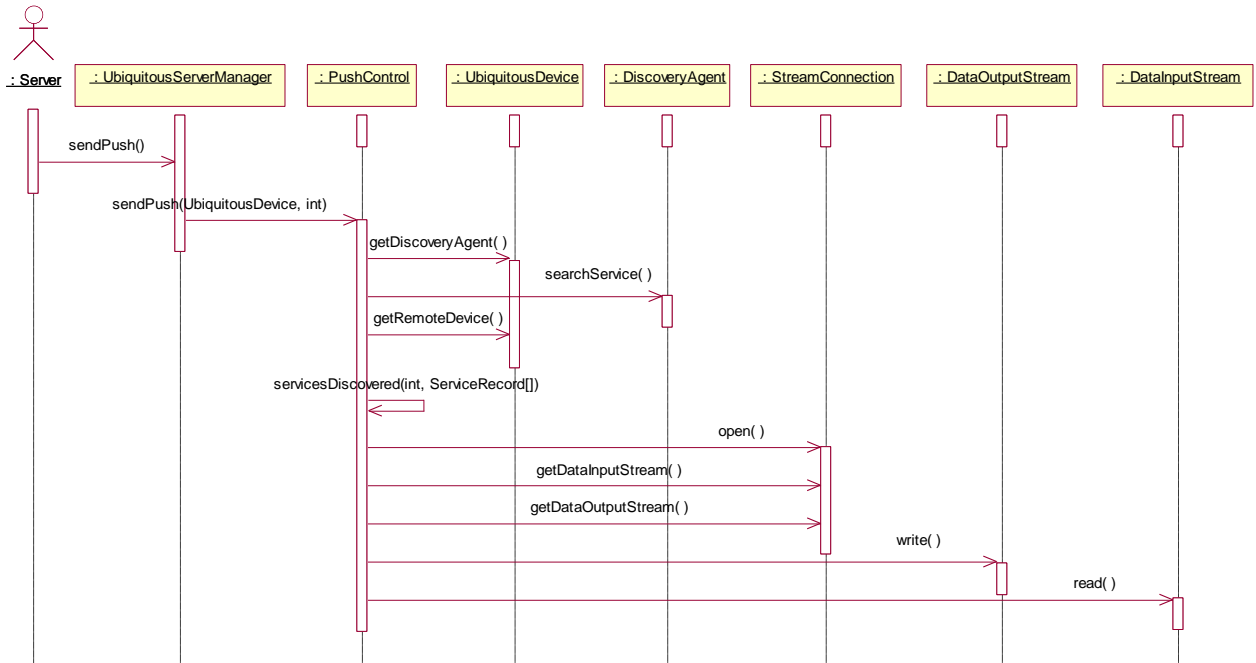 : Server
: UbiquitousServerManager
: PushControl
: UbiquitousDevice
: DiscoveryAgent
: StreamConnection
: DataOutputStream
: DataInputStream
sendPush()
sendPush(UbiquitousDevice, int)
getDiscoveryAgent( )
searchService( )
getRemoteDevice( )
servicesDiscovered(int, ServiceRecord[])
open( )
getDataInputStream( )
getDataOutputStream( )
write( )
read( )